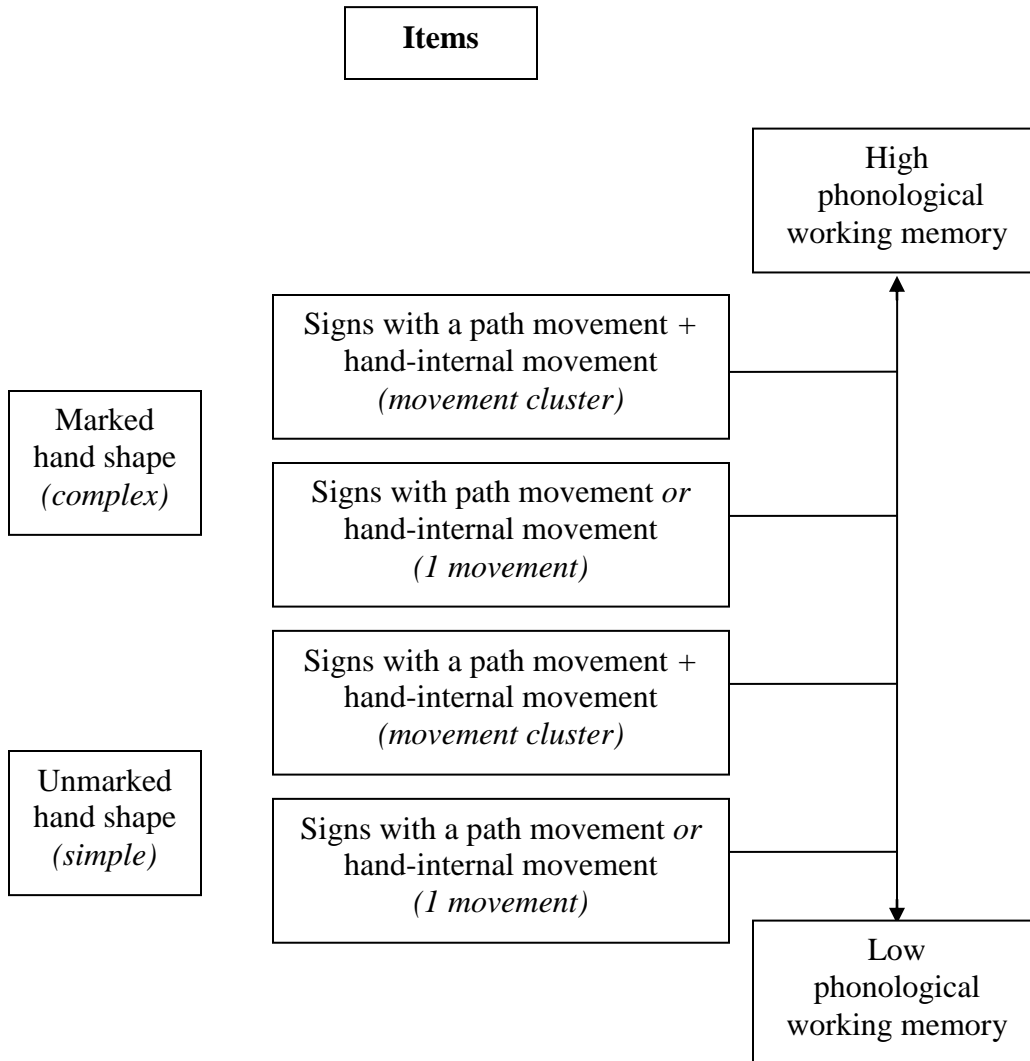 Items
High
phonological
working memory
Signs with a path movement +
hand-internal movement
(movement cluster)
Marked
hand shape
(complex)
Signs with path movement or
hand-internal movement
(1 movement)
Signs with a path movement +
hand-internal movement
(movement cluster)
Unmarked
hand shape
(simple)
Signs with a path movement or
hand-internal movement
(1 movement)
Low
phonological
working memory